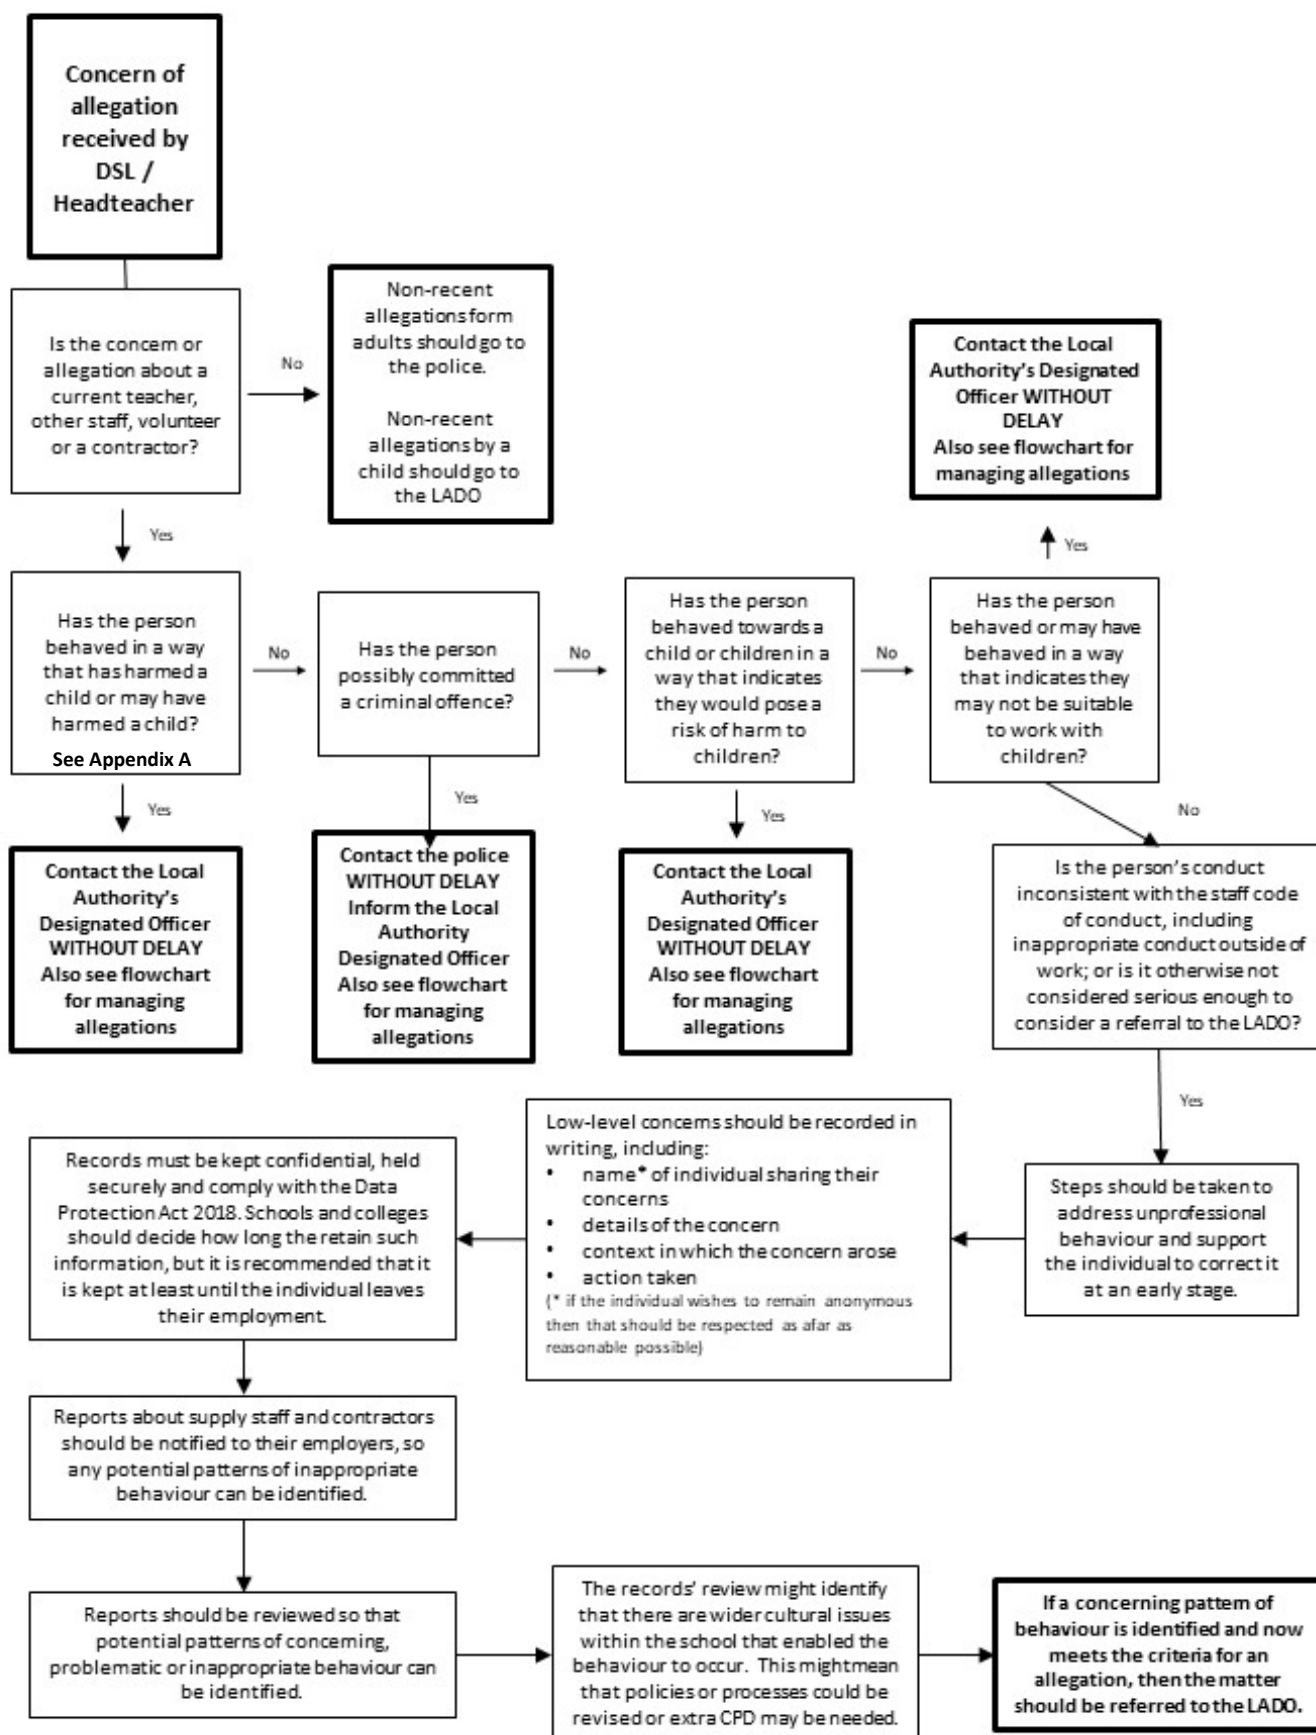 Concern of
allegation
received by
DSL /
Headteacher
Is the concern or
allegation about a
current teacher,
other staff, volunteer
or a contractor?
No
Non-recent
allegations form
adults should go to
the police.
Non-recent
allegations by a
child should go to
the LADO
Contact the Local
Authority's Designated
Officer WITHOUT
DELAY
Also see flowchart for
managing allegations
Yes
Yes
Has the person
behaved in a way
that has harmed a
child or may have
harmed a child?
See Appendix A
No
Has the person
possibly committed
a criminal offence?
No
Has the person
behaved towards a
child or children in a
way that indicates
they would pose a
risk of harm to
children?
No
Has the person
behaved or may have
behaved in a way
that indicates they
may not be suitable
to work with
children?
Yes
Yes
Yes
No
Contact the Local
Authority's
Designated Officer
WITHOUT DELAY
Also see flowchart
for managing
allegations
Contact the police
WITHOUT DELAY
Inform the Local
Authority
Designated Officer
Also see flowchart
for managing
allegations
Contact the Local
Authority's
Designated Officer
WITHOUT DELAY
Also see flowchart
for managing
allegations
Is the person's conduct
inconsistent with the staff code
of conduct, including
inappropriate conduct outside of
work; or is it otherwise not
considered serious enough to
consider a referral to the LADO?
Yes
Steps should be taken to
address unprofessional
behaviour and support
the individual to correct it
at an early stage.
Low-level concerns should be recorded in
writing, including:
• name* of individual sharing their
concerns
• details of the concern
• context in which the concern arose
• action taken
(* if the individual wishes to remain anonymous
then that should be respected as afar as
reasonable possible)
Records must be kept confidential, held
securely and comply with the Data
Protection Act 2018. Schools and colleges
should decide how long the retain such
information, but it is recommended that it
is kept at least until the individual leaves
their employment.
Reports about supply staff and contractors
should be notified to their employers, so
any potential patterns of inappropriate
behaviour can be identified.
Reports should be reviewed so that
potential patterns of concerning,
problematic or inappropriate behaviour can
be identified.
The records' review might identify
that there are wider cultural issues
within the school that enabled the
behaviour to occur. This might mean
that policies or processes could be
revised or extra CPD may be needed.
If a concerning pattern of
behaviour is identified and now
meets the criteria for an
allegation, then the matter
should be referred to the LADO.